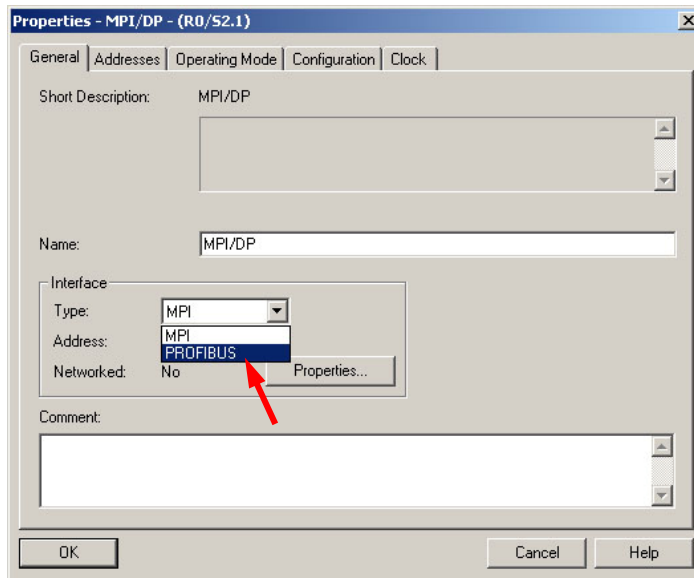 Properties - MPI/DP - (R0/S2.1)
General Addresses Operating Mode Configuration Clock
Short Description: MPI/DP
Name: MPI/DP
Interface
Type: MPI
MPI
Address:
PROFIBUS
Networked: No Properties...
Comment:
OK Cancel Help